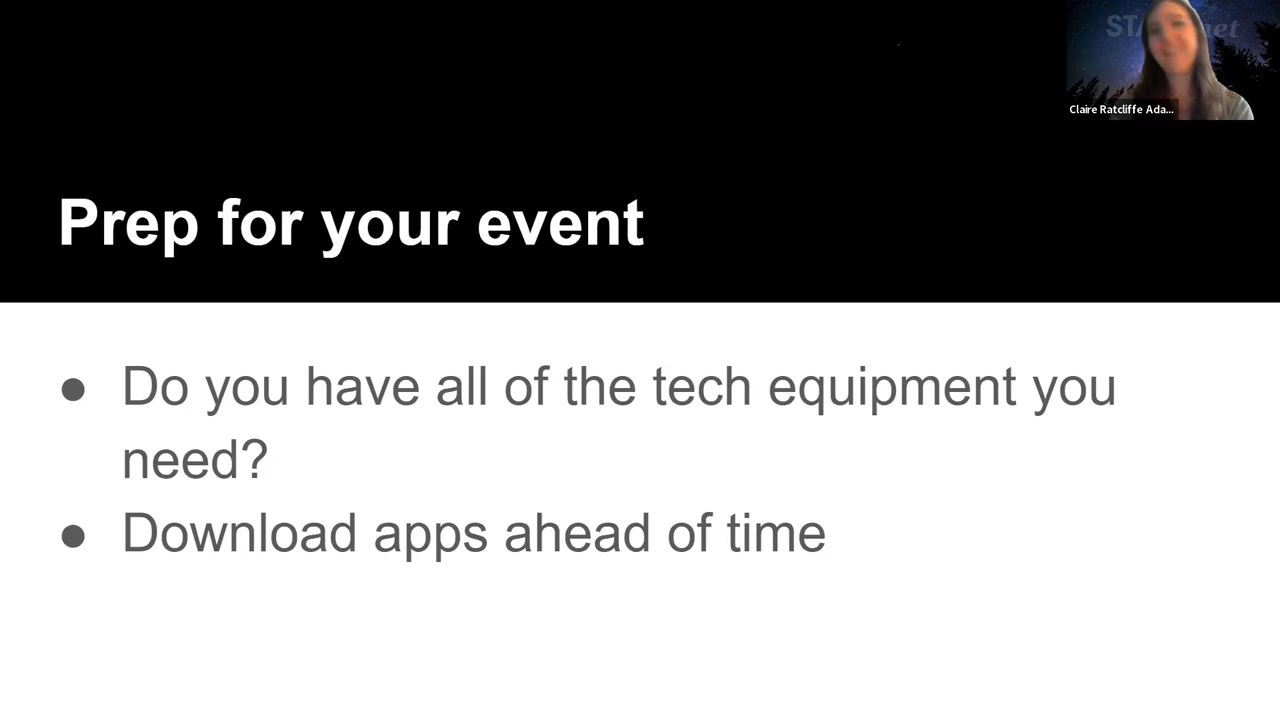 Claire Ratcliffe Ada...
Prep for your event
● Do you have all of the tech equipment you
need?
● Download apps ahead of time